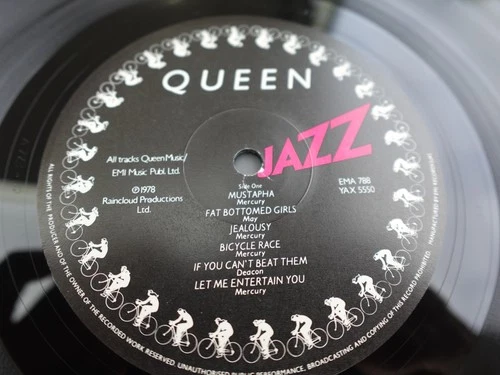 QUEEN
JAZZ
All tracks Queen Music/
EMI Music Publ. Ltd.
℗1978
Raincloud Productions
Ltd.
EMA 788
YAX 5550
Side One
MUSTAPHA
Mercury
FAT BOTTOMED GIRLS
May
JEALOUSY
Mercury
BICYCLE RACE
Mercury
IF YOU CAN'T BEAT THEM
Deacon
LET ME ENTERTAIN YOU
Mercury
ALL RIGHTS OF THE PRODUCER AND OF THE OWNER OF THE RECORDED WORK RESERVED. UNAUTHORISED PUBLIC PERFORMANCE, BROADCASTING AND COPYING OF THIS RECORD PROHIBITED.